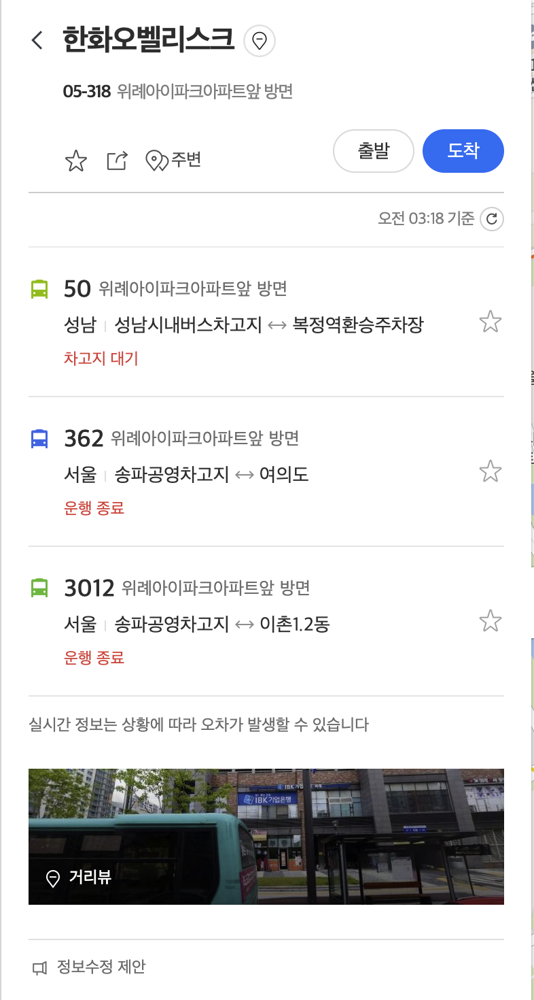 한화오벨리스크
05-318 위례아이파크아파트앞 방면
주변
출발
도착
오전 03:18 기준
50 위례아이파크아파트앞 방면
성남 | 성남시내버스차고지 ↔ 복정역환승주차장
차고지 대기
362 위례아이파크아파트앞 방면
서울 | 송파공영차고지 ↔ 여의도
운행 종료
3012 위례아이파크아파트앞 방면
서울 | 송파공영차고지 ↔ 이촌1.2동
운행 종료
실시간 정보는 상황에 따라 오차가 발생할 수 있습니다
IBK기업은행
IBK기업은행
거리뷰
정보수정 제안